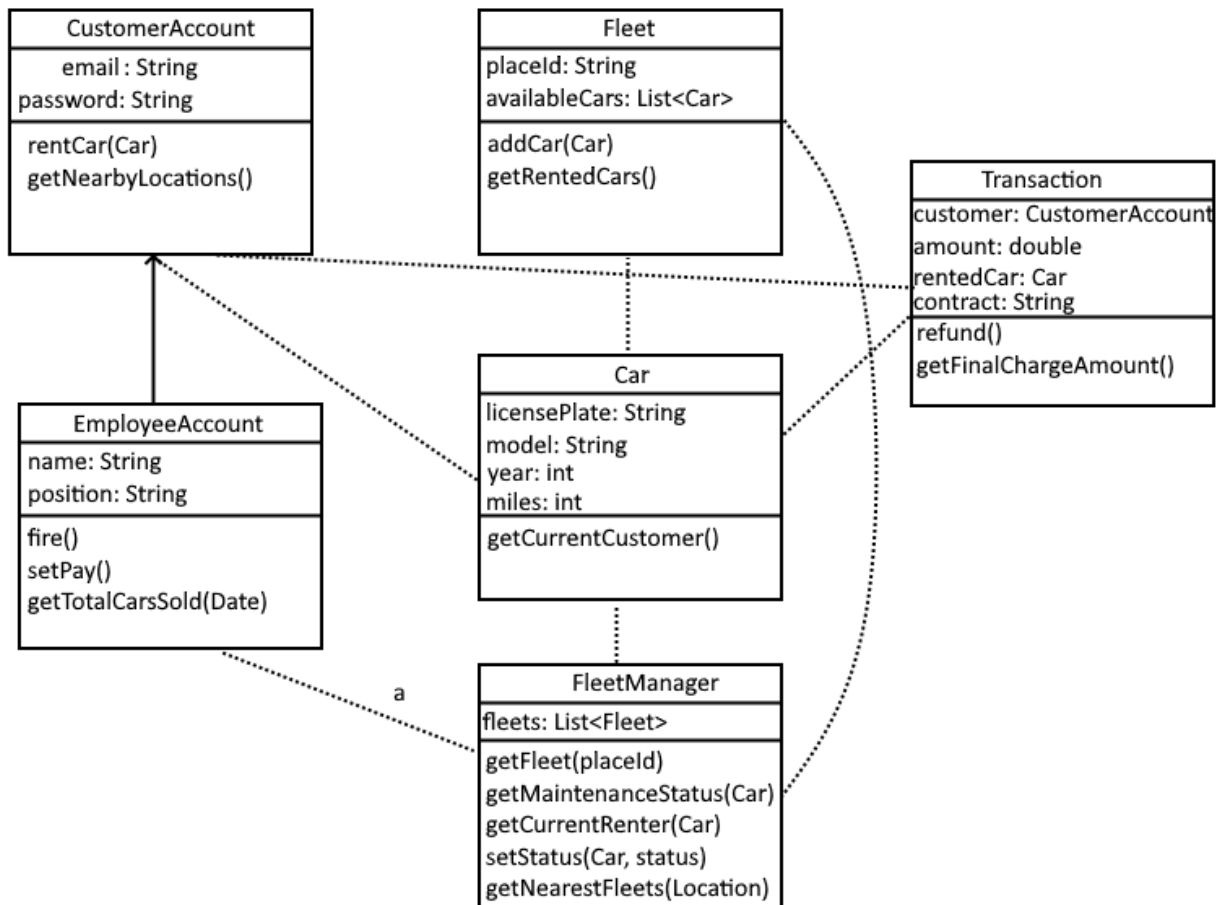 CustomerAccount
email : String
password: String
rentCar(Car)
getNearbyLocations()
Fleet
placeId: String
availableCars: List<Car>
addCar(Car)
getRentedCars()
Transaction
customer: CustomerAccount
amount: double
rentedCar: Car
contract: String
refund()
getFinalChargeAmount()
Car
licensePlate: String
model: String
year: int
miles: int
getCurrentCustomer()
EmployeeAccount
name: String
position: String
fire()
setPay()
getTotalCarsSold(Date)
a
FleetManager
fleets: List<Fleet>
getFleet(placeId)
getMaintenanceStatus(Car)
getCurrentRenter(Car)
setStatus(Car, status)
getNearestFleets(Location)